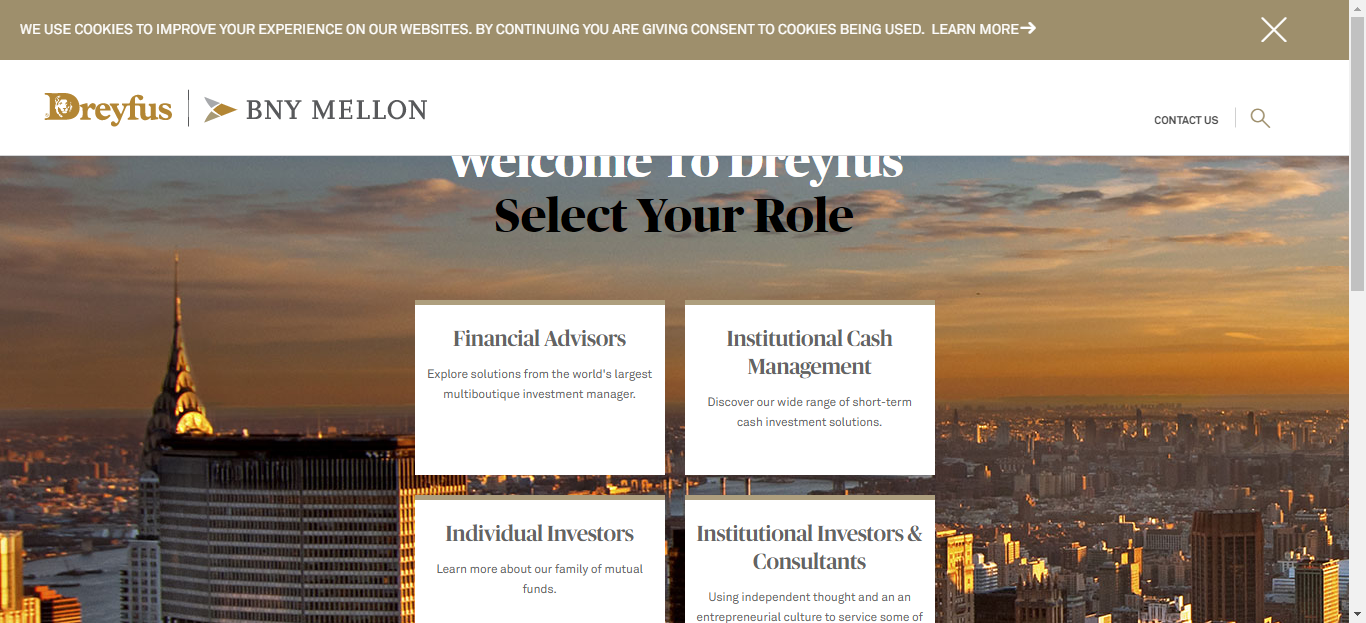 WE USE COOKIES TO IMPROVE YOUR EXPERIENCE ON OUR WEBSITES. BY CONTINUING YOU ARE GIVING CONSENT TO COOKIES BEING USED. LEARN MORE
Dreyfus | BNY MELLON
CONTACT US
Welcome To Dreyfus
Select Your Role
Financial Advisors
Explore solutions from the world's largest
multiboutique investment manager.
Institutional Cash
Management
Discover our wide range of short-term
cash investment solutions.
Individual Investors
Learn more about our family of mutual
funds.
Institutional Investors &
Consultants
Using independent thought and an an
entrepreneurial culture to service some of